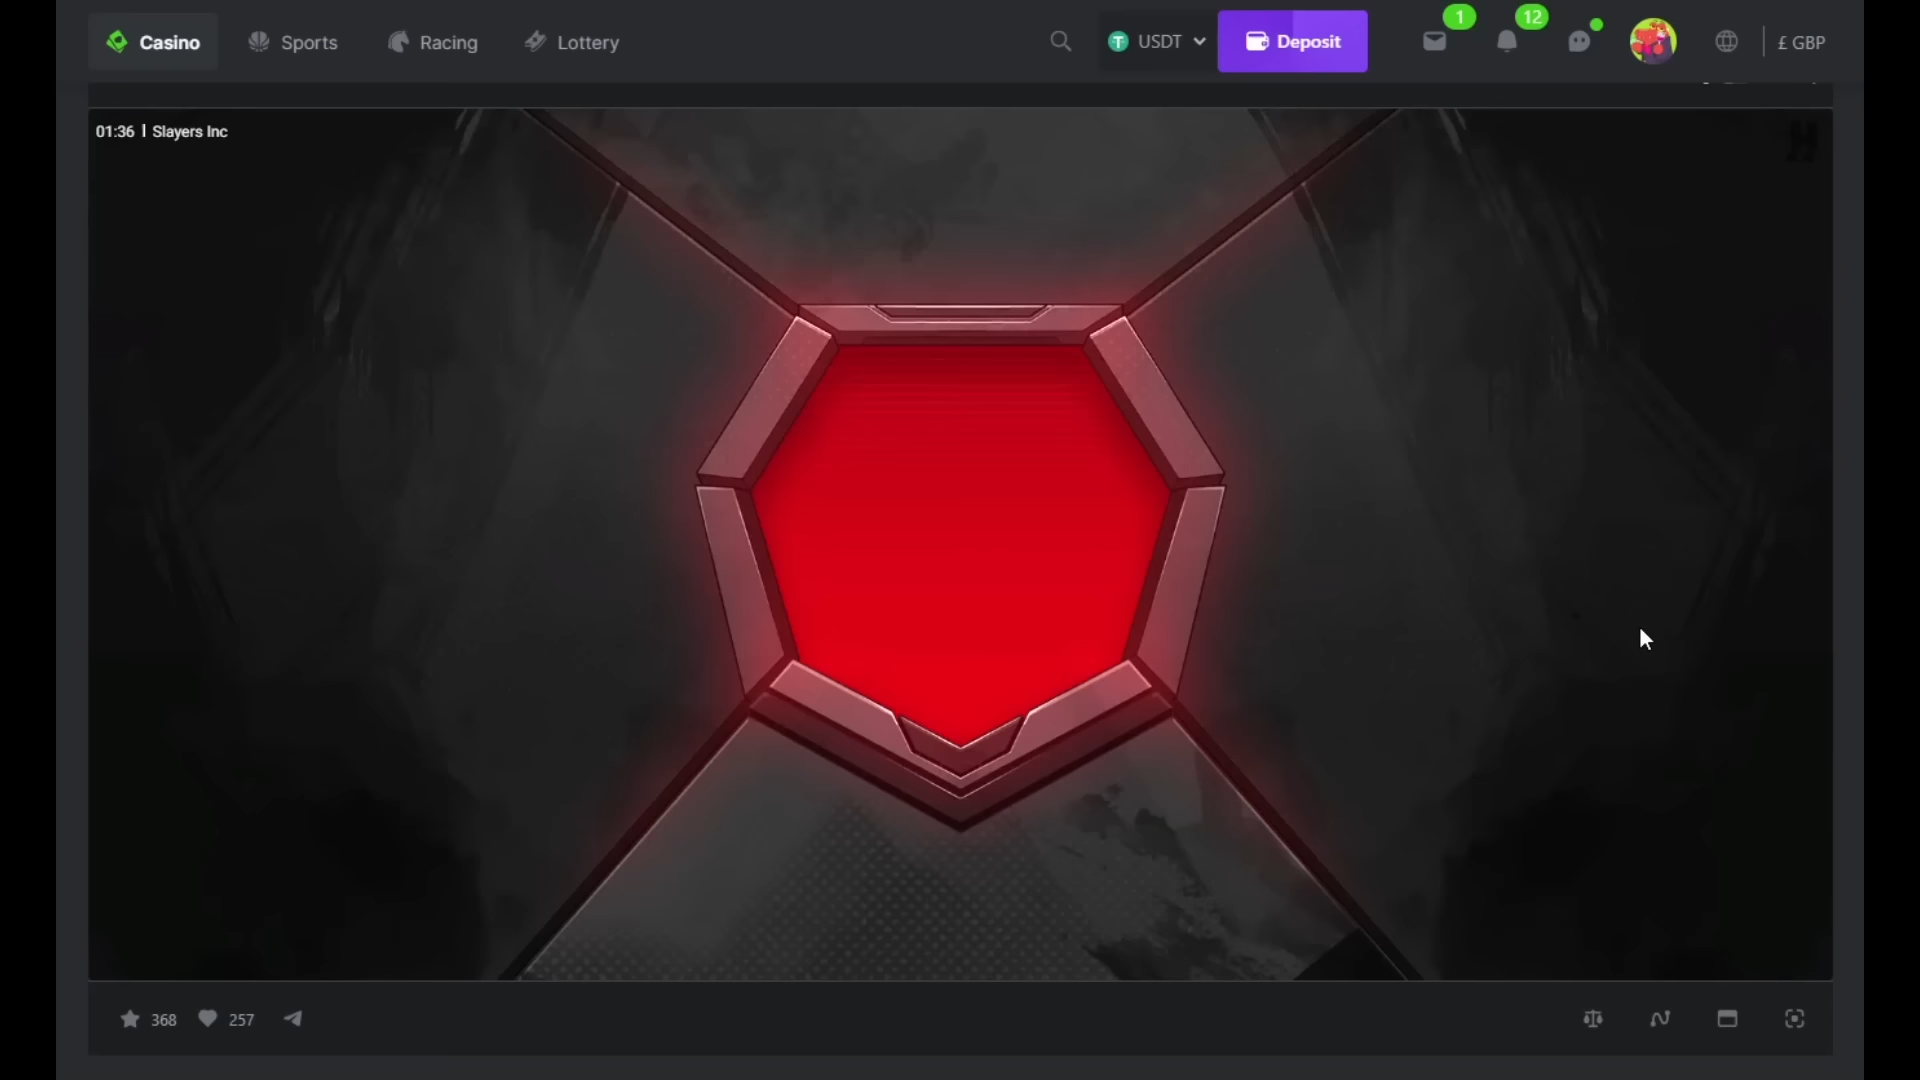 Casino
Sports
Racing
Lottery
USDT
Deposit
1
12
£ GBP
01:36 | Slayers Inc
368
257